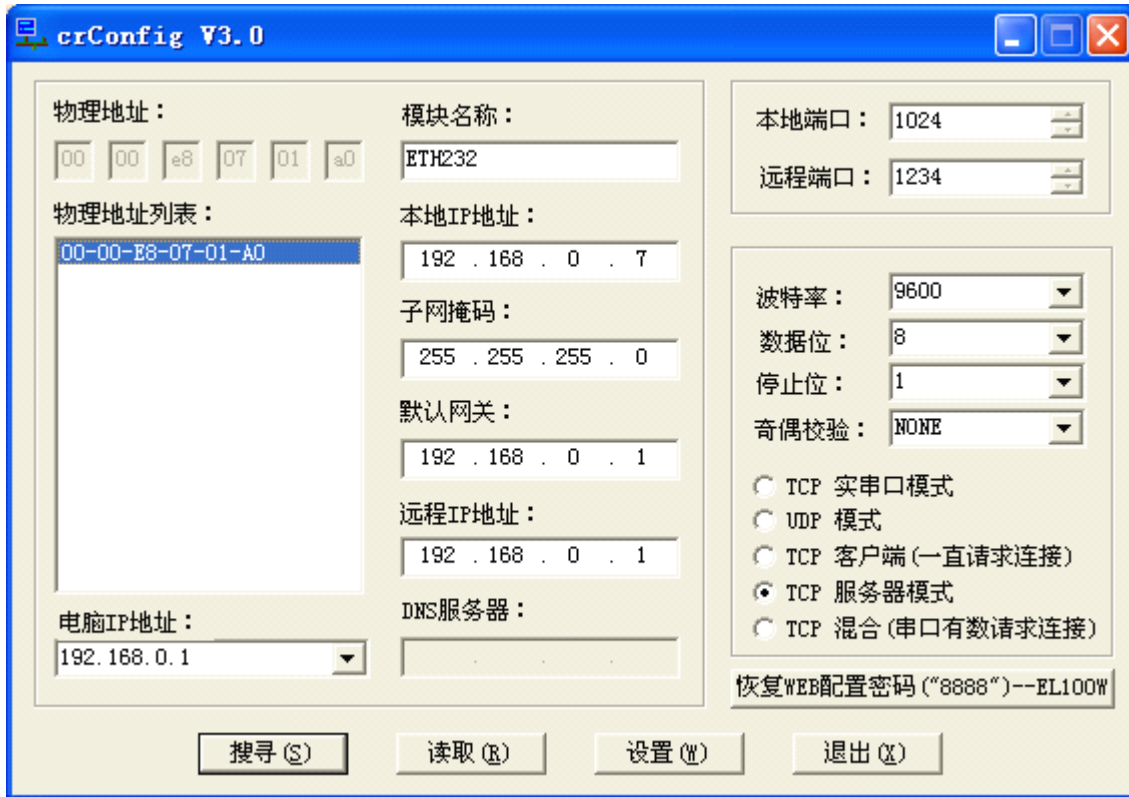 crConfig V3.0
物理地址：
00 00 e8 07 01 a0
物理地址列表：
00-00-E8-07-01-A0
电脑IP地址：
192.168.0.1
模块名称：
ETH232
本地IP地址：
192 . 168 . 0 . 7
子网掩码：
255 . 255 . 255 . 0
默认网关：
192 . 168 . 0 . 1
远程IP地址：
192 . 168 . 0 . 1
DNS服务器：
. . .
本地端口： 1024
远程端口： 1234
波特率： 9600
数据位： 8
停止位： 1
奇偶校验： NONE
TCP 实串口模式
UDP 模式
TCP 客户端(一直请求连接)
TCP 服务器模式
TCP 混合(串口有数请求连接)
恢复WEB配置密码("8888")--EL100W
搜寻(S) 读取(R) 设置(W) 退出(X)